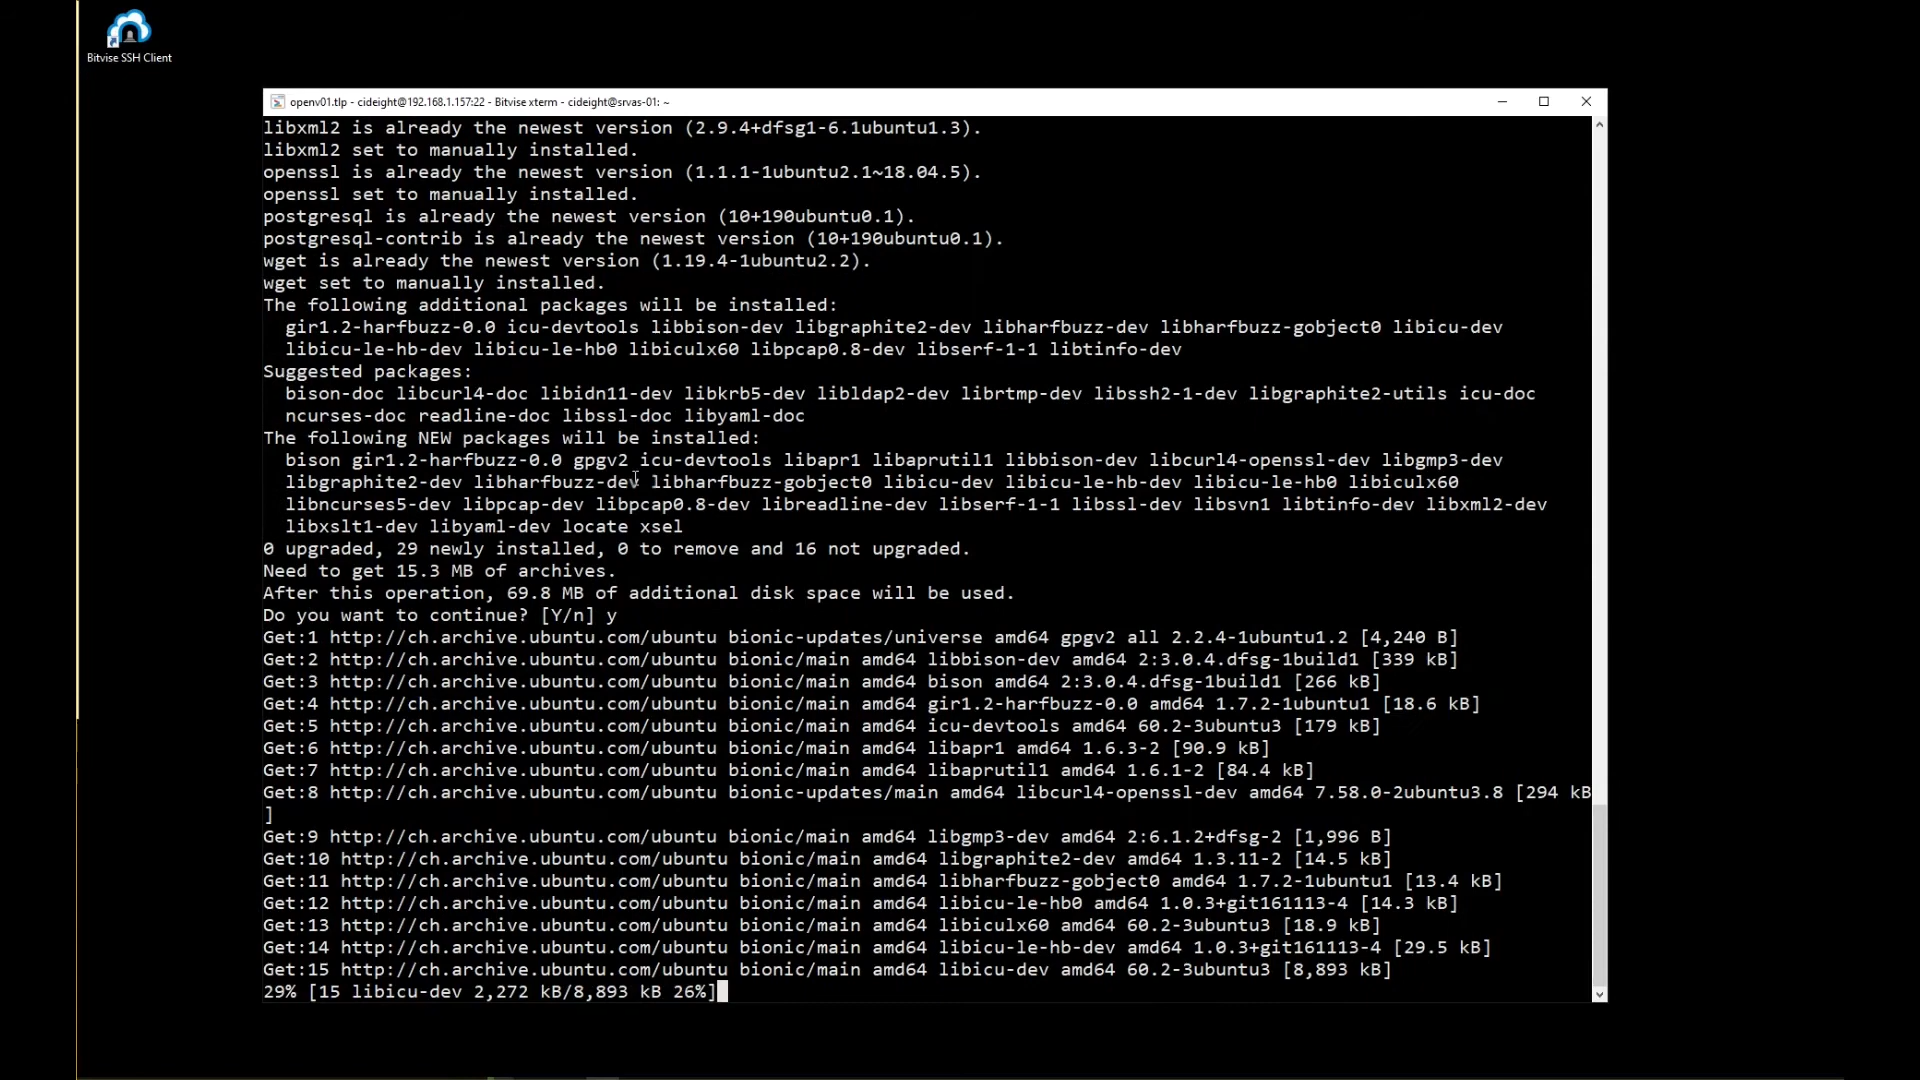 Bitvise SSH Client
openv01.tlp - cideight@192.168.1.157:22 - Bitvise xterm - cideight@srvas-01: ~
libxml2 is already the newest version (2.9.4+dfsg1-6.1ubuntu1.3).
libxml2 set to manually installed.
openssl is already the newest version (1.1.1-1ubuntu2.1~18.04.5).
openssl set to manually installed.
postgresql is already the newest version (10+190ubuntu0.1).
postgresql-contrib is already the newest version (10+190ubuntu0.1).
wget is already the newest version (1.19.4-1ubuntu2.2).
wget set to manually installed.
The following additional packages will be installed:
gir1.2-harfbuzz-0.0 icu-devtools libbison-dev libgraphite2-dev libharfbuzz-dev libharfbuzz-gobject0 libicu-dev
libicu-le-hb-dev libicu-le-hb0 libiculx60 libpcap0.8-dev libserf-1-1 libtinfo-dev
Suggested packages:
bison-doc libcurl4-doc libidn11-dev libkrb5-dev libldap2-dev librtmp-dev libssh2-1-dev libgraphite2-utils icu-doc
ncurses-doc readline-doc libssl-doc libyaml-doc
The following NEW packages will be installed:
bison gir1.2-harfbuzz-0.0 gpgv2 icu-devtools libapr1 libaprutil1 libbison-dev libcurl4-openssl-dev libgmp3-dev
libgraphite2-dev libharfbuzz-dev libharfbuzz-gobject0 libicu-dev libicu-le-hb-dev libicu-le-hb0 libiculx60
libncurses5-dev libpcap-dev libpcap0.8-dev libreadline-dev libserf-1-1 libssl-dev libsvn1 libtinfo-dev libxml2-dev
libxslt1-dev libyaml-dev locate xsel
0 upgraded, 29 newly installed, 0 to remove and 16 not upgraded.
Need to get 15.3 MB of archives.
After this operation, 69.8 MB of additional disk space will be used.
Do you want to continue? [Y/n] y
Get:1 http://ch.archive.ubuntu.com/ubuntu bionic-updates/universe amd64 gpgv2 all 2.2.4-1ubuntu1.2 [4,240 B]
Get:2 http://ch.archive.ubuntu.com/ubuntu bionic/main amd64 libbison-dev amd64 2:3.0.4.dfsg-1build1 [339 kB]
Get:3 http://ch.archive.ubuntu.com/ubuntu bionic/main amd64 bison amd64 2:3.0.4.dfsg-1build1 [266 kB]
Get:4 http://ch.archive.ubuntu.com/ubuntu bionic/main amd64 gir1.2-harfbuzz-0.0 amd64 1.7.2-1ubuntu1 [18.6 kB]
Get:5 http://ch.archive.ubuntu.com/ubuntu bionic/main amd64 icu-devtools amd64 60.2-3ubuntu3 [179 kB]
Get:6 http://ch.archive.ubuntu.com/ubuntu bionic/main amd64 libapr1 amd64 1.6.3-2 [90.9 kB]
Get:7 http://ch.archive.ubuntu.com/ubuntu bionic/main amd64 libaprutil1 amd64 1.6.1-2 [84.4 kB]
Get:8 http://ch.archive.ubuntu.com/ubuntu bionic-updates/main amd64 libcurl4-openssl-dev amd64 7.58.0-2ubuntu3.8 [294 kB
]
Get:9 http://ch.archive.ubuntu.com/ubuntu bionic/main amd64 libgmp3-dev amd64 2:6.1.2+dfsg-2 [1,996 B]
Get:10 http://ch.archive.ubuntu.com/ubuntu bionic/main amd64 libgraphite2-dev amd64 1.3.11-2 [14.5 kB]
Get:11 http://ch.archive.ubuntu.com/ubuntu bionic/main amd64 libharfbuzz-gobject0 amd64 1.7.2-1ubuntu1 [13.4 kB]
Get:12 http://ch.archive.ubuntu.com/ubuntu bionic/main amd64 libicu-le-hb0 amd64 1.0.3+git161113-4 [14.3 kB]
Get:13 http://ch.archive.ubuntu.com/ubuntu bionic/main amd64 libiculx60 amd64 60.2-3ubuntu3 [18.9 kB]
Get:14 http://ch.archive.ubuntu.com/ubuntu bionic/main amd64 libicu-le-hb-dev amd64 1.0.3+git161113-4 [29.5 kB]
Get:15 http://ch.archive.ubuntu.com/ubuntu bionic/main amd64 libicu-dev amd64 60.2-3ubuntu3 [8,893 kB]
29% [15 libicu-dev 2,272 kB/8,893 kB 26%]